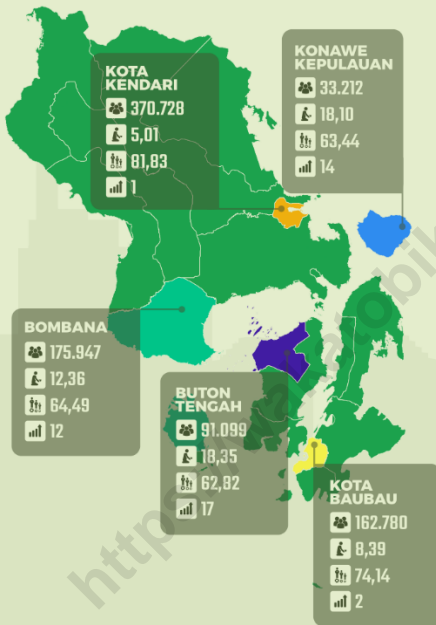 KOTA
KENDARI
370.728
5,01
81,83
1
KONAWE
KEPULAUAN
33.212
18,10
63,44
14
BOMBANA
175.947
12,36
64,49
12
BUTON
TENGAH
91.099
18,35
62,82
17
KOTA
BAUBAU
162.780
8,39
74,14
2